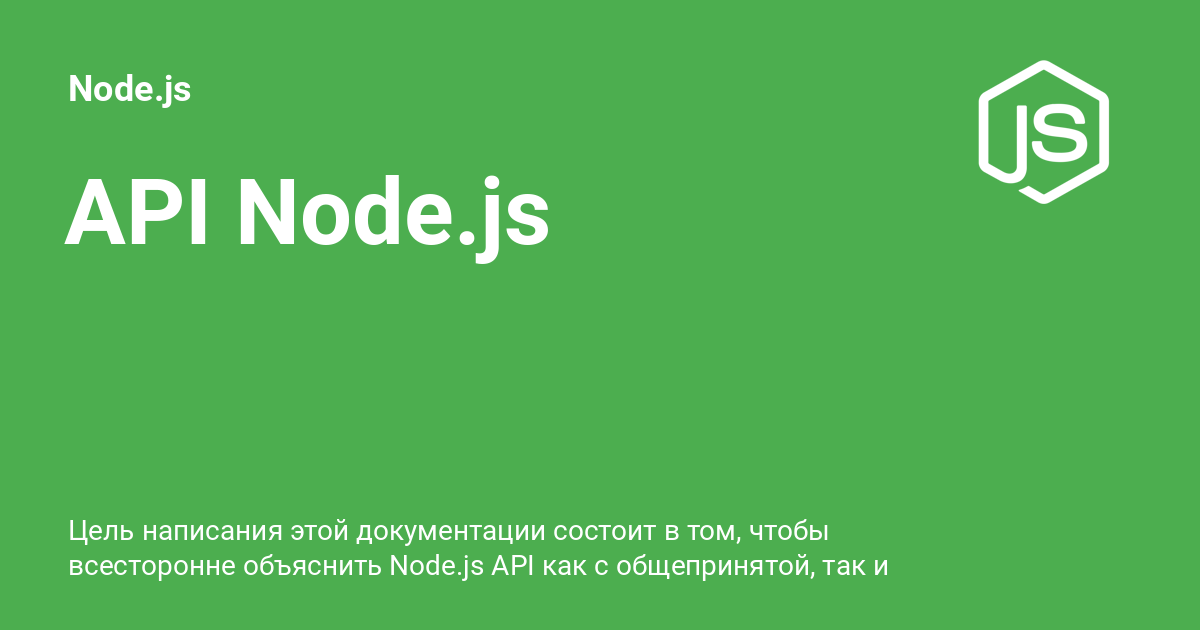 Node.js
JS
API Node.js
Цель написания этой документации состоит в том, чтобы
всесторонне объяснить Node.js API как с общепринятой, так и